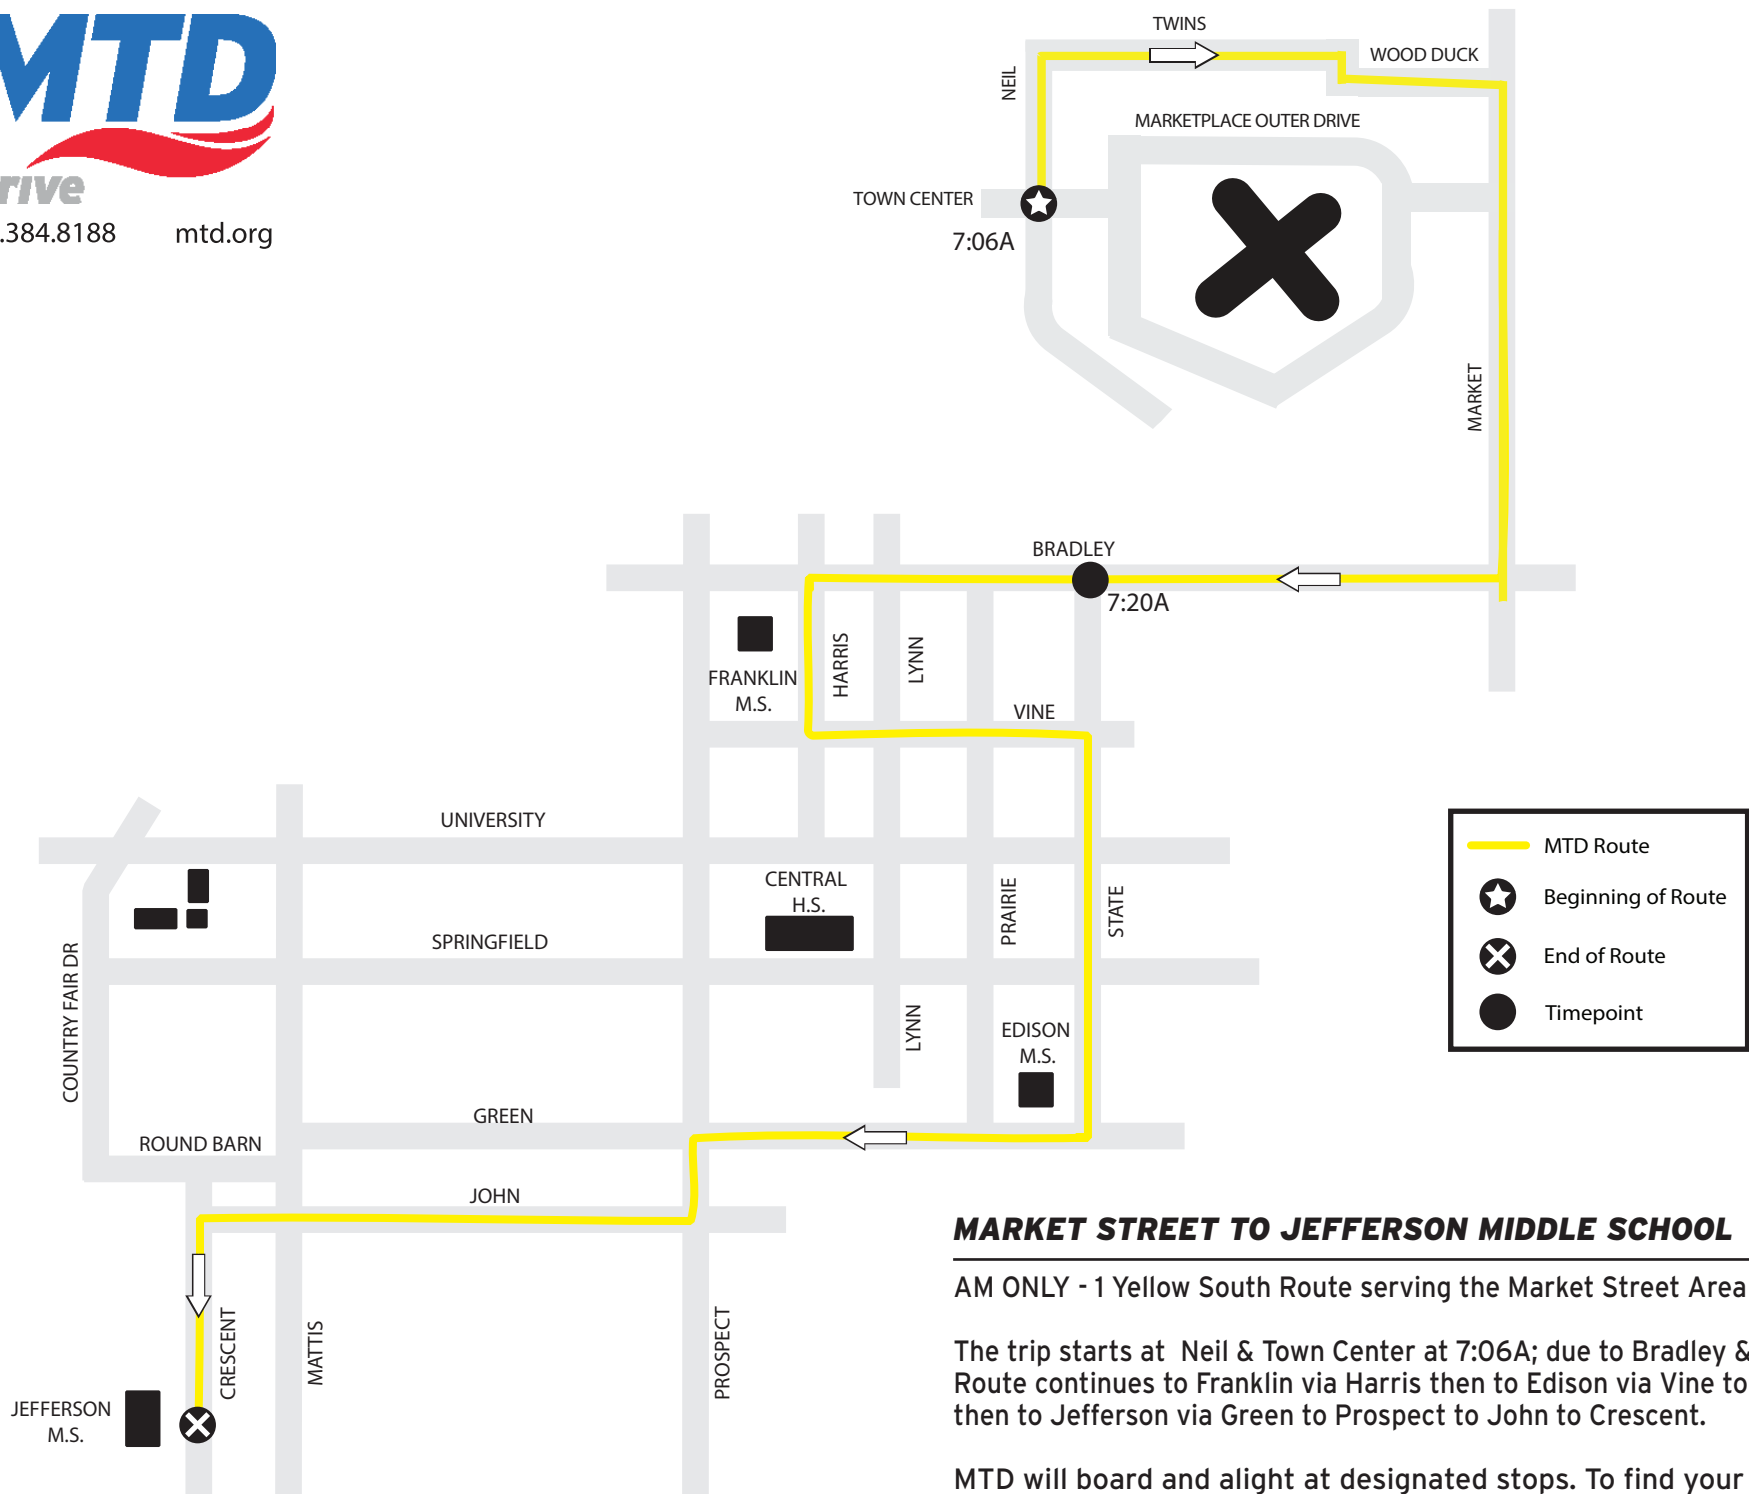 MTD
rive
.384.8188 mtd.org
TWINS
WOOD DUCK
NEIL
MARKETPLACE OUTER DRIVE
TOWN CENTER
7:06A
MARKET
BRADLEY
7:20A
HARRIS
LYNN
FRANKLIN
M.S.
VINE
UNIVERSITY
CENTRAL
H.S.
PRAIRIE
STATE
SPRINGFIELD
COUNTRY FAIR DR
LYNN
EDISON
M.S.
GREEN
ROUND BARN
JOHN
CRESCENT
MATTIS
PROSPECT
JEFFERSON
M.S.
MTD Route
Beginning of Route
End of Route
Timepoint
MARKET STREET TO JEFFERSON MIDDLE SCHOOL
AM ONLY - 1 Yellow South Route serving the Market Street Area
The trip starts at Neil & Town Center at 7:06A; due to Bradley &
Route continues to Franklin via Harris then to Edison via Vine to
then to Jefferson via Green to Prospect to John to Crescent.
MTD will board and alight at designated stops. To find your